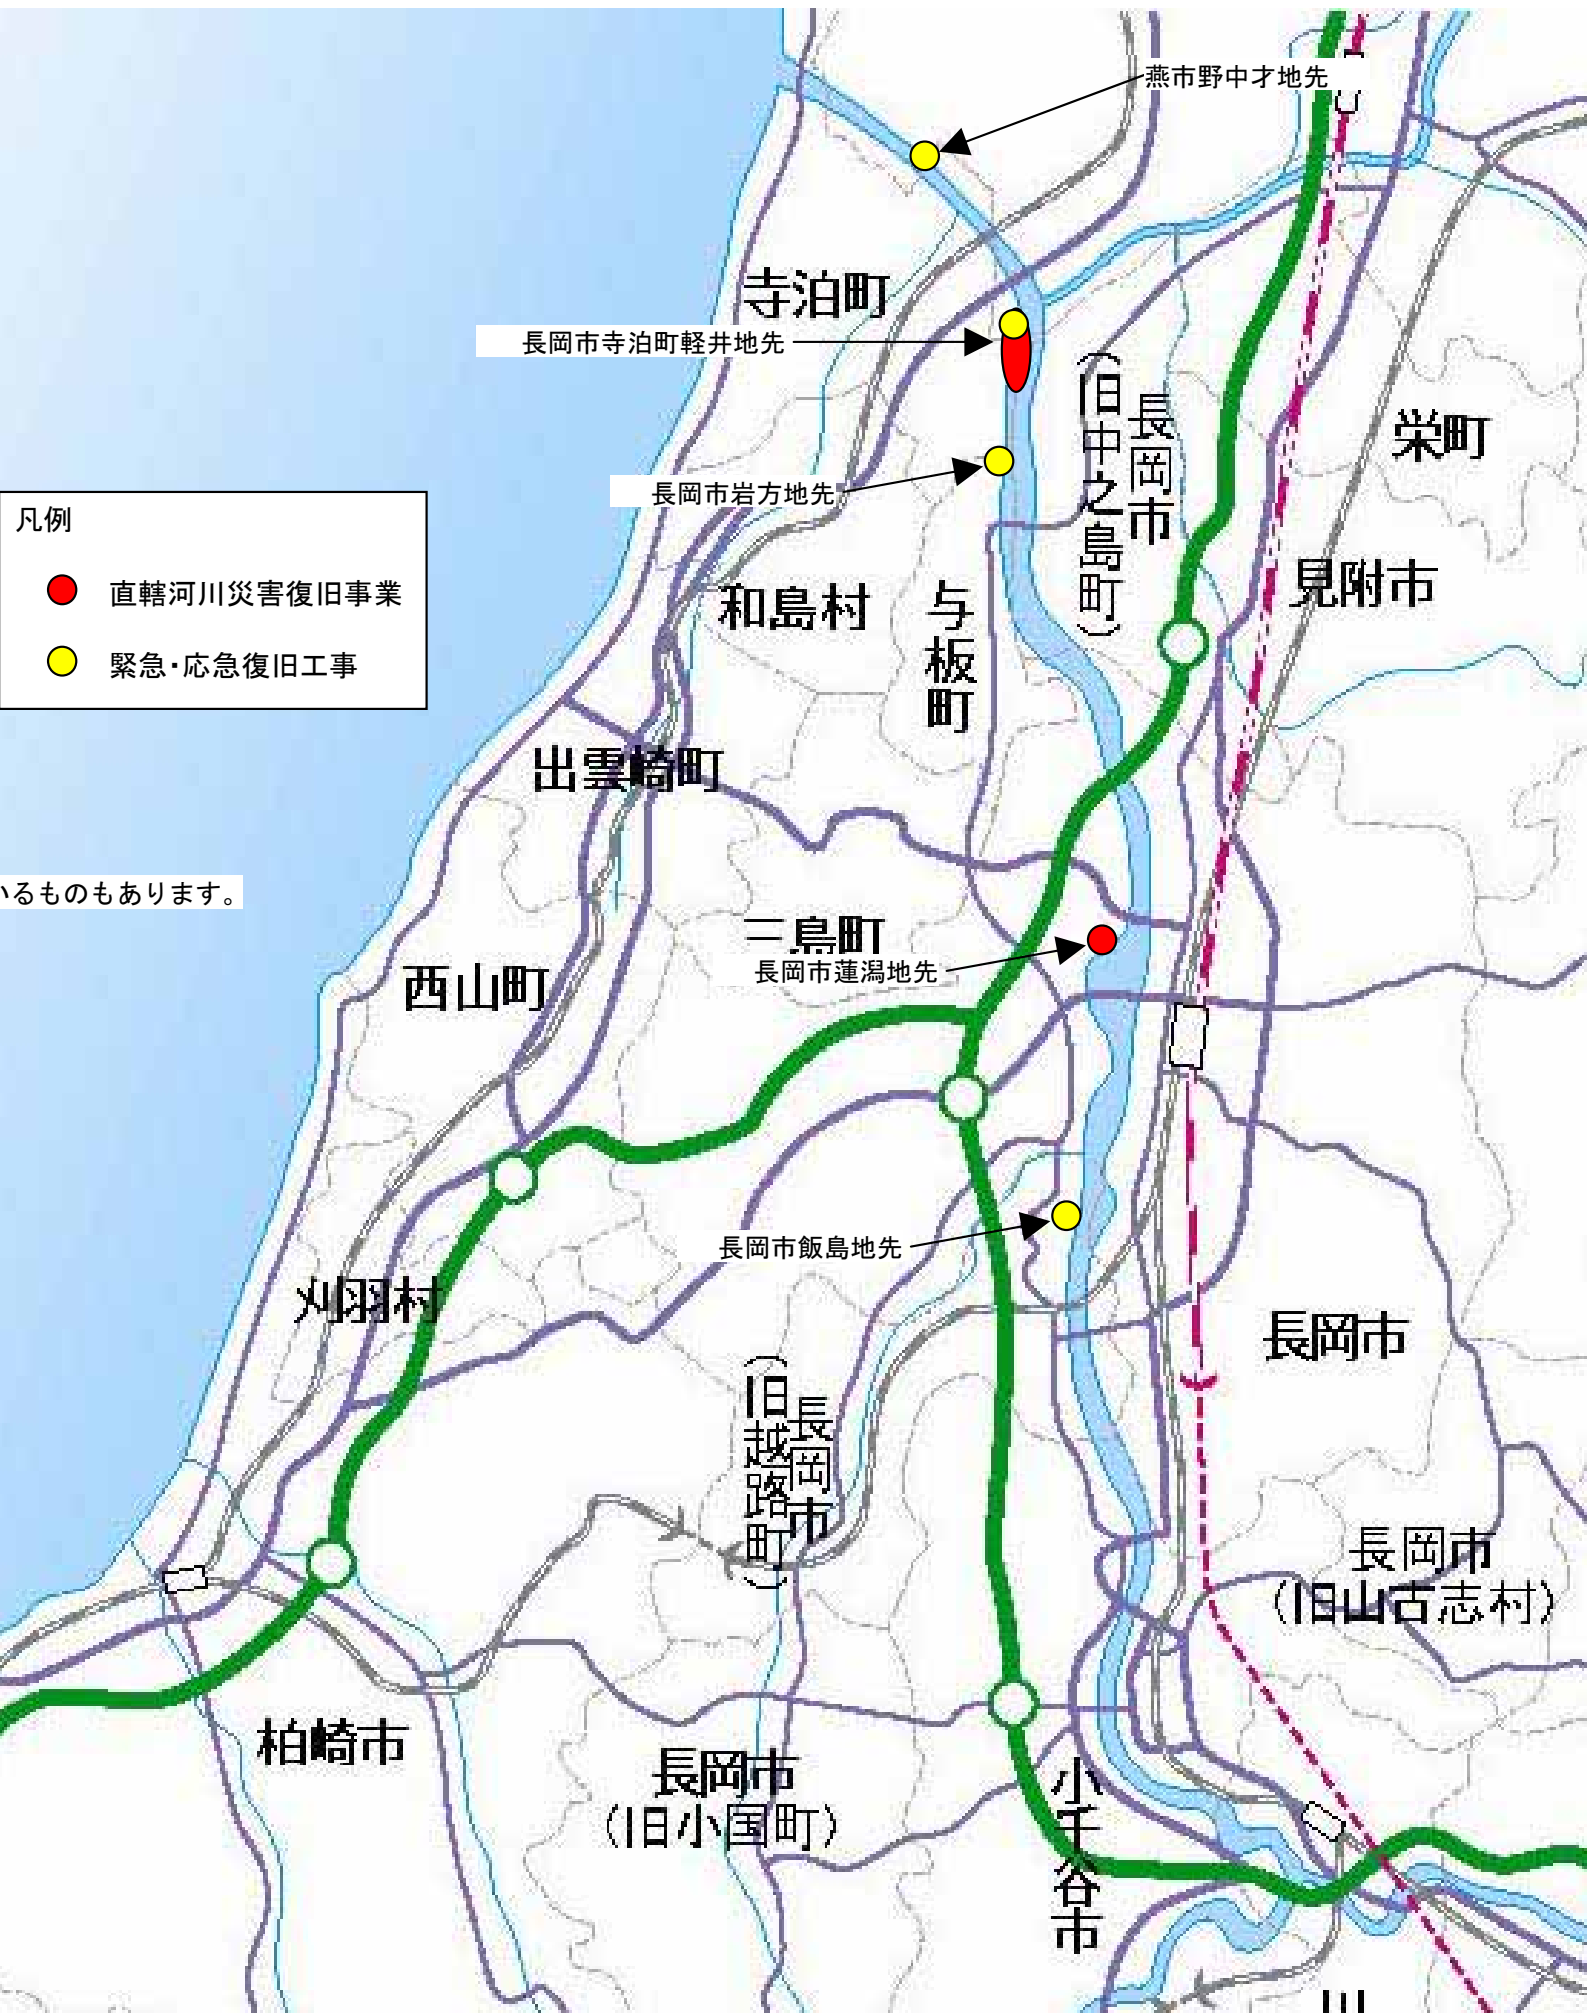 燕市野中才地先
寺泊町
長岡市寺泊町軽井地先
長岡市
(旧中之島町)
栄町
長岡市岩方地先
凡例
直轄河川災害復旧事業
緊急・応急復旧工事
和島村
与板町
見附市
出雲崎町
いるものもあります。
三島町
長岡市蓮潟地先
西山町
長岡市飯島地先
刈羽村
長岡市
長岡市
(旧越路町)
長岡市
(旧山古志村)
柏崎市
長岡市
(旧小国町)
小千谷市
川